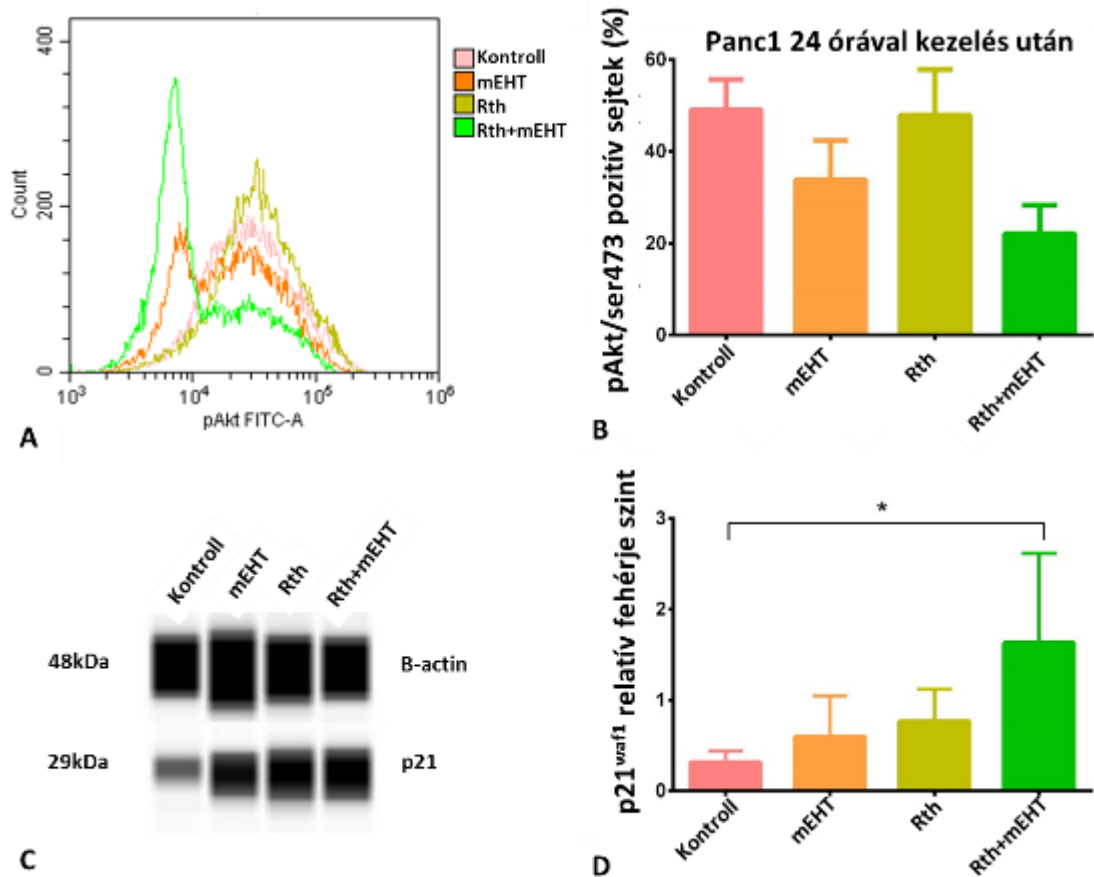 400
200
0
Count
10³
10⁴
10⁵
10⁶
pAkt FITC-A
Kontroll
mEHT
Rth
Rth+mEHT
A
Panc1 24 órával kezelés után
pAkt/ser473 pozitív sejtek (%)
60
40
20
0
Kontroll
mEHT
Rth
Rth+mEHT
B
Kontroll
mEHT
Rth
Rth+mEHT
48kDa
B-actin
29kDa
p21
C
p21ʷᵃᶠ¹ relatív fehérje szint
3
2
1
0
*
Kontroll
mEHT
Rth
Rth+mEHT
D